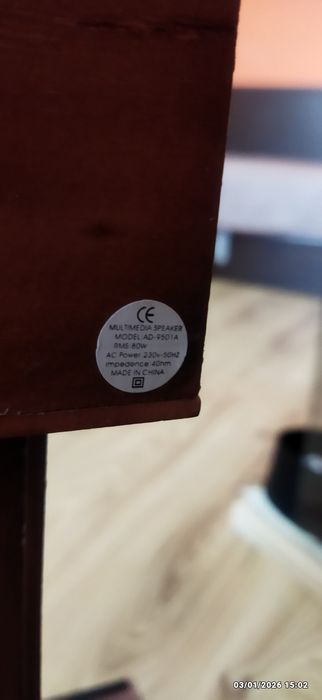 CE
MULTIMEDIA SPEAKER
MODEL:AD-9501A
RMS:80W
AC Power:230v~50HZ
Impedence:4Ohm
MADE IN CHINA
03/01/2026 15:02